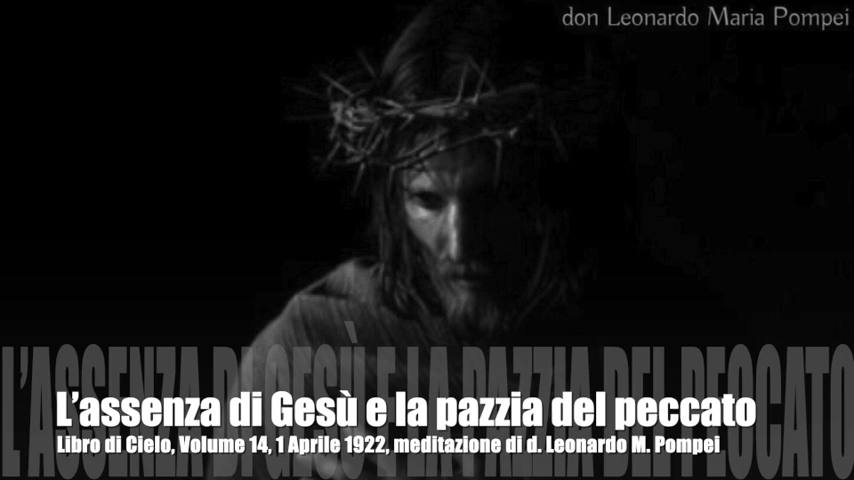 don Leonardo Maria Pompei
L'ASSENZA DI GESÙ E LA PAZZIA DEL PECCATO
L'assenza di Gesù e la pazzia del peccato
Libro di Cielo, Volume 14, 1 Aprile 1922, meditazione di d. Leonardo M. Pompei